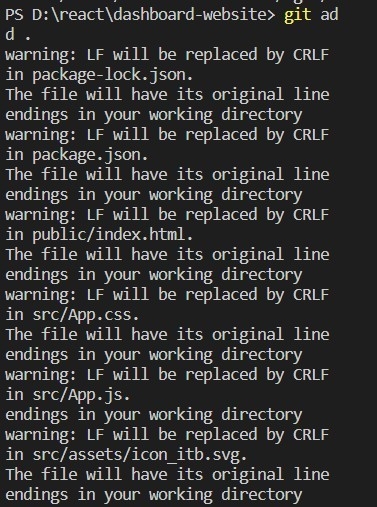 PS D:\react\dashboard-website> git ad
d .
warning: LF will be replaced by CRLF
in package-lock.json.
The file will have its original line
endings in your working directory
warning: LF will be replaced by CRLF
in package.json.
The file will have its original line
endings in your working directory
warning: LF will be replaced by CRLF
in public/index.html.
The file will have its original line
endings in your working directory
warning: LF will be replaced by CRLF
in src/App.css.
The file will have its original line
endings in your working directory
warning: LF will be replaced by CRLF
in src/App.js.
endings in your working directory
warning: LF will be replaced by CRLF
in src/assets/icon_itb.svg.
The file will have its original line
endings in your working directory